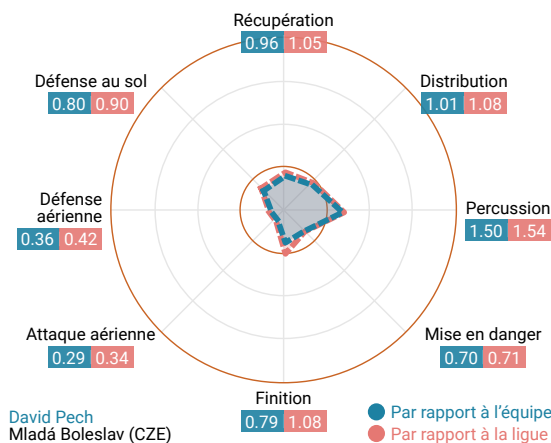 Récupération
0.96 1.05
Défense au sol
0.80 0.90
Distribution
1.01 1.08
Défense
aérienne
0.36 0.42
Percussion
1.50 1.54
Attaque aérienne
0.29 0.34
Mise en danger
0.70 0.71
Finition
0.79 1.08
David Pech
Mladá Boleslav (CZE)
Par rapport à l'équipe
Par rapport à la ligue